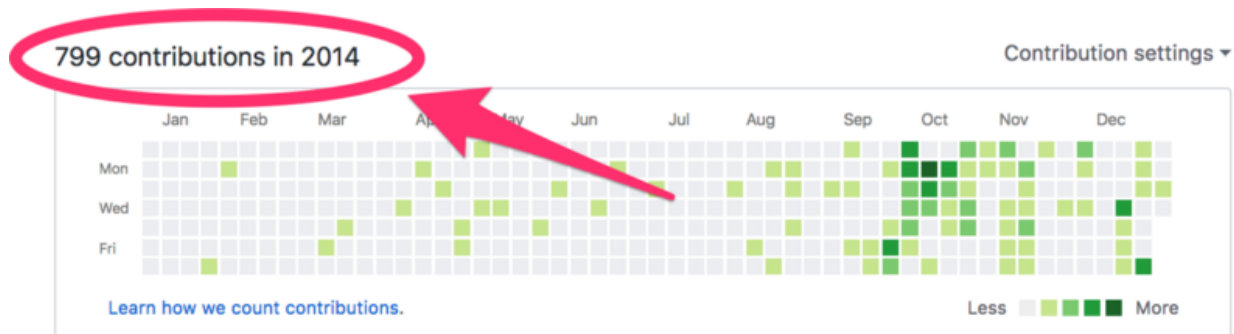 799 contributions in 2014
Contribution settings
Jan Feb Mar Jun Jul Aug Sep Oct Nov Dec
Mon
Wed
Fri
Learn how we count contributions.
Less More